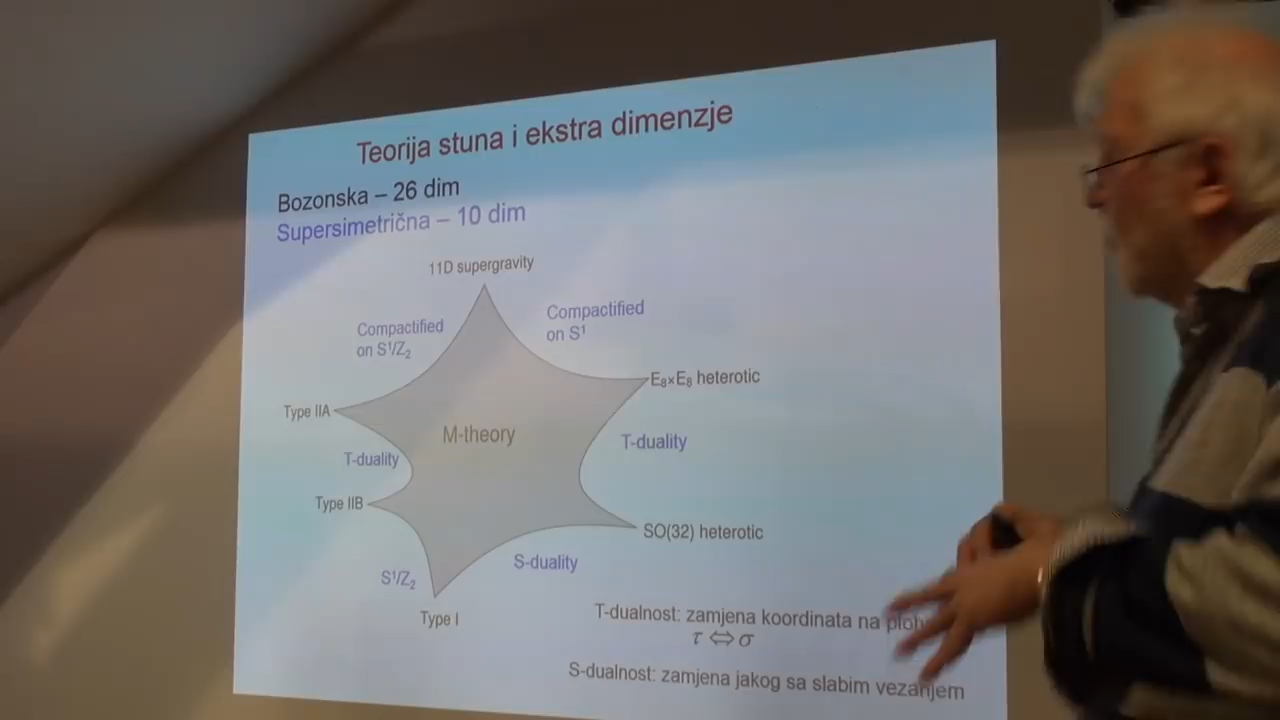 Teorija stuna i ekstra dimenzje
Bozonska – 26 dim
Supersimetrična – 10 dim
11D supergravity
Compactified
on S¹/Z₂
Compactified
on S¹
Type IIA
E₈×E₈ heterotic
M-theory
T-duality
T-duality
Type IIB
SO(32) heterotic
S-duality
S¹/Z₂
Type I
T-dualnost: zamjena koordinata na
τ ⇔ σ
S-dualnost: zamjena jakog sa slabim vezanjem